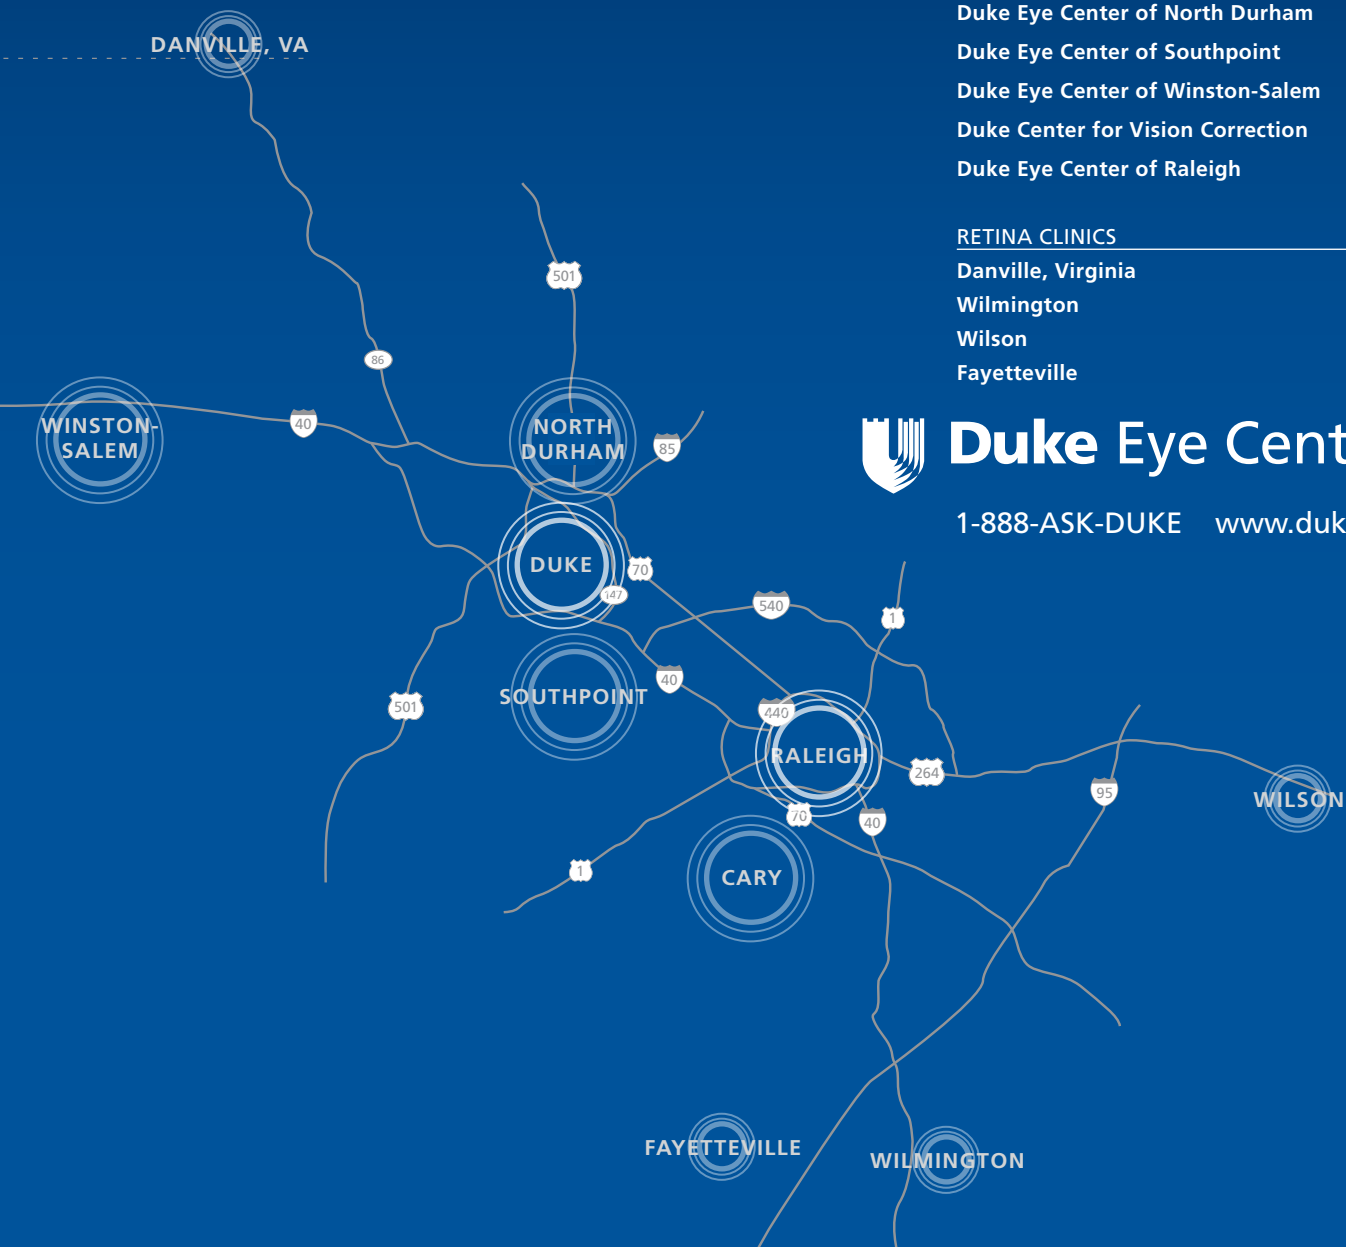 Duke Eye Center of North Durham
DANVILLE, VA
Duke Eye Center of Southpoint
Duke Eye Center of Winston-Salem
Duke Center for Vision Correction
Duke Eye Center of Raleigh
RETINA CLINICS
Danville, Virginia
Wilmington
Wilson
Fayetteville
501
86
WINSTON-
SALEM
40
NORTH
DURHAM
85
Duke Eye Cent
1-888-ASK-DUKE www.duk
DUKE
70
147
540
1
40
SOUTHPOINT
501
440
RALEIGH
264
95
WILSON
70
40
1
CARY
FAYETTEVILLE
WILMINGTON